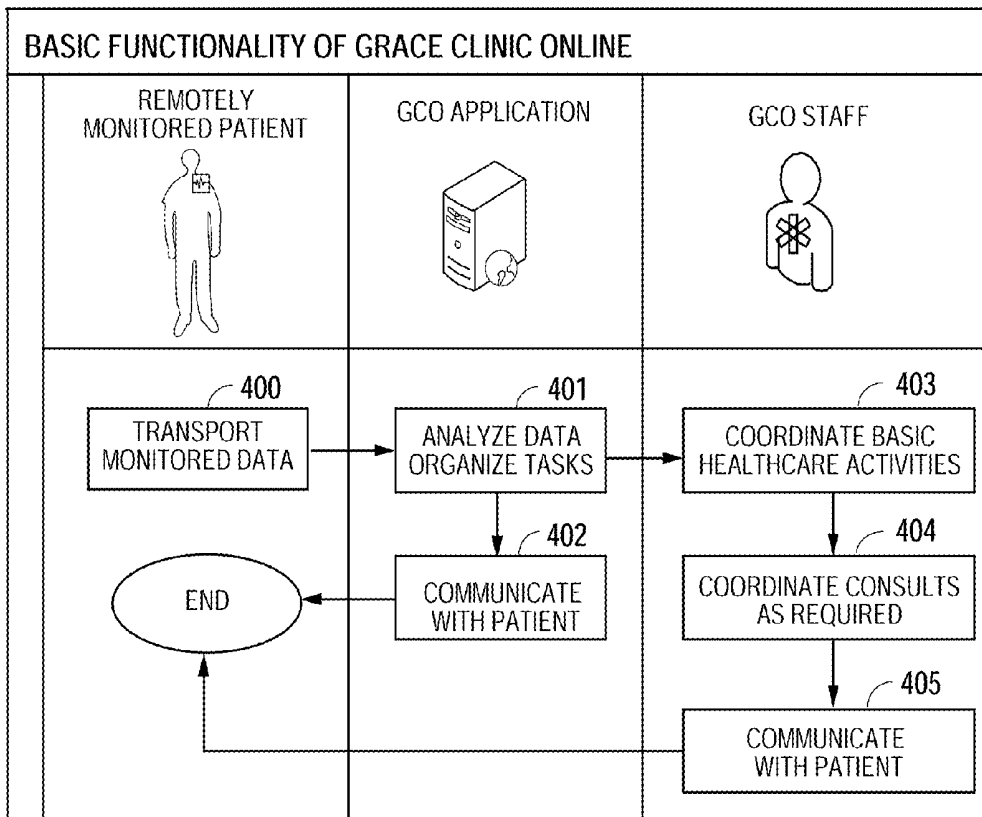 BASIC FUNCTIONALITY OF GRACE CLINIC ONLINE
REMOTELY
MONITORED PATIENT
GCO APPLICATION
GCO STAFF
400
TRANSPORT
MONITORED DATA
401
ANALYZE DATA
ORGANIZE TASKS
403
COORDINATE BASIC
HEALTHCARE ACTIVITIES
END
402
COMMUNICATE
WITH PATIENT
404
COORDINATE CONSULTS
AS REQUIRED
405
COMMUNICATE
WITH PATIENT